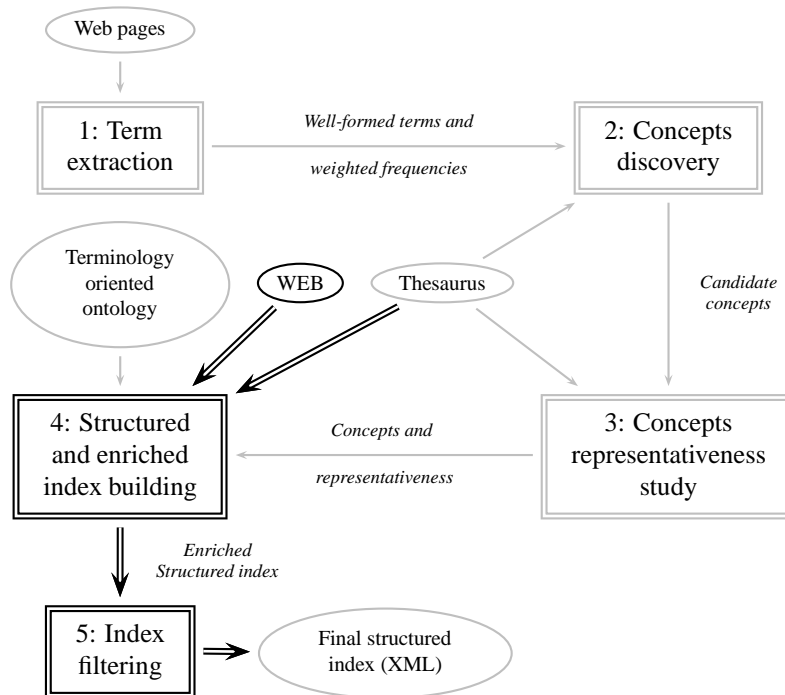 Web pages
1: Term
extraction
Well-formed terms and
weighted frequencies
2: Concepts
discovery
Terminology
oriented
ontology
WEB
Thesaurus
Candidate
concepts
4: Structured
and enriched
index building
Concepts and
representativeness
3: Concepts
representativeness
study
Enriched
Structured index
5: Index
filtering
Final structured
index (XML)